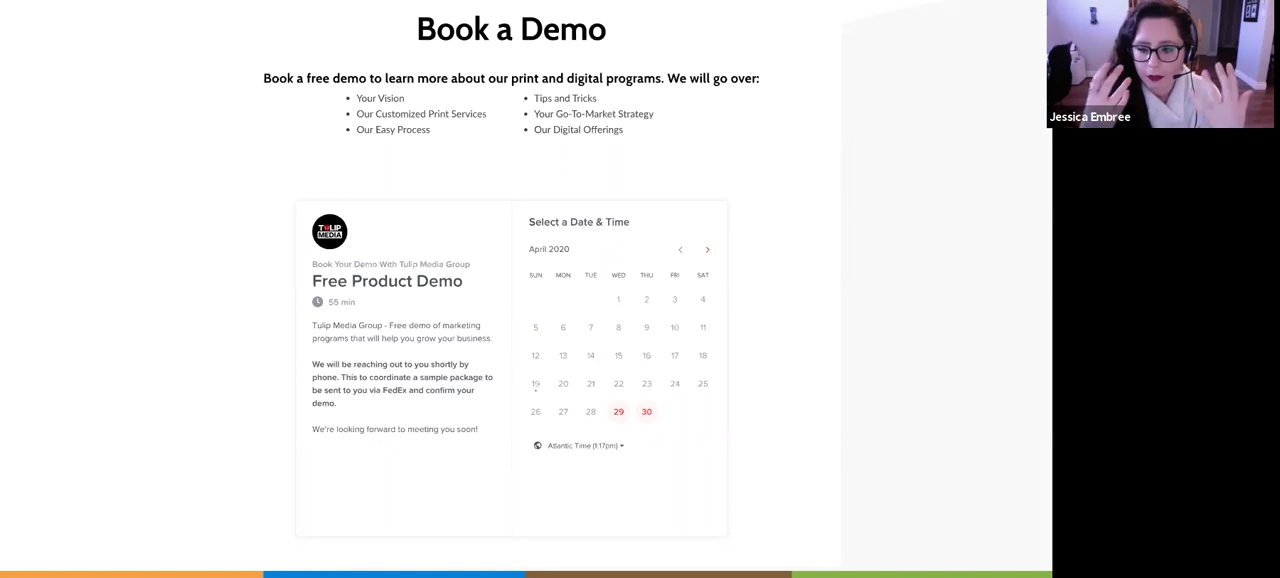 Book a Demo
Book a free demo to learn more about our print and digital programs. We will go over:
• Your Vision
• Our Customized Print Services
• Our Easy Process
• Tips and Tricks
• Your Go-To-Market Strategy
• Our Digital Offerings
TULIP
MEDIA
Book Your Demo With Tulip Media Group
Free Product Demo
55 min
Tulip Media Group - Free demo of marketing
programs that will help you grow your business.
We will be reaching out to you shortly by
phone. This to coordinate a sample package to
be sent to you via FedEx and confirm your
demo.
We're looking forward to meeting you soon!
Select a Date & Time
April 2020
SUN MON TUE WED THU FRI SAT
1 2 3 4
5 6 7 8 9 10 11
12 13 14 15 16 17 18
19 20 21 22 23 24 25
26 27 28 29 30
Atlantic Time (1:17pm)
Jessica Embree